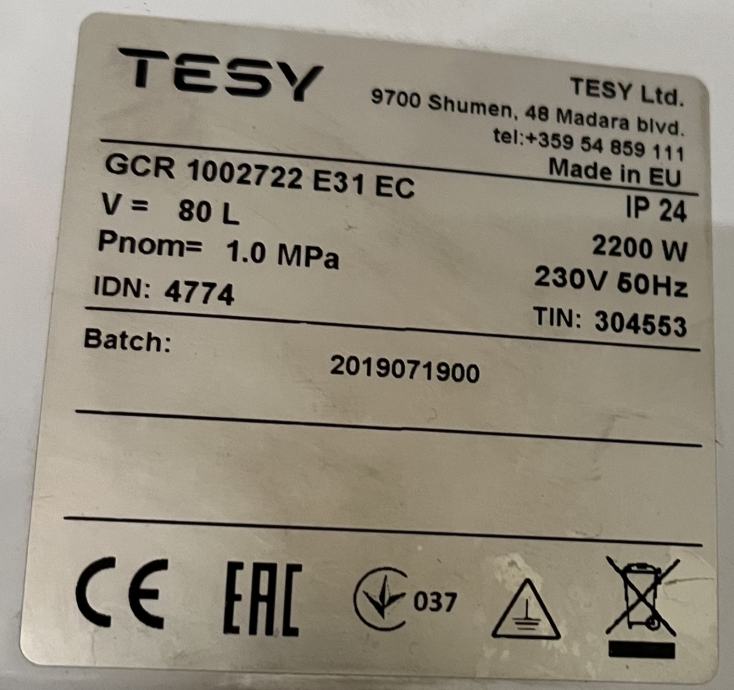 TESY
TESY Ltd.
9700 Shumen, 48 Madara blvd.
tel:+359 54 859 111
Made in EU
GCR 1002722 E31 EC
IP 24
V = 80 L
2200 W
Pnom= 1.0 MPa
230V 50Hz
IDN: 4774
TIN: 304553
Batch:
2019071900
CE EAC 037